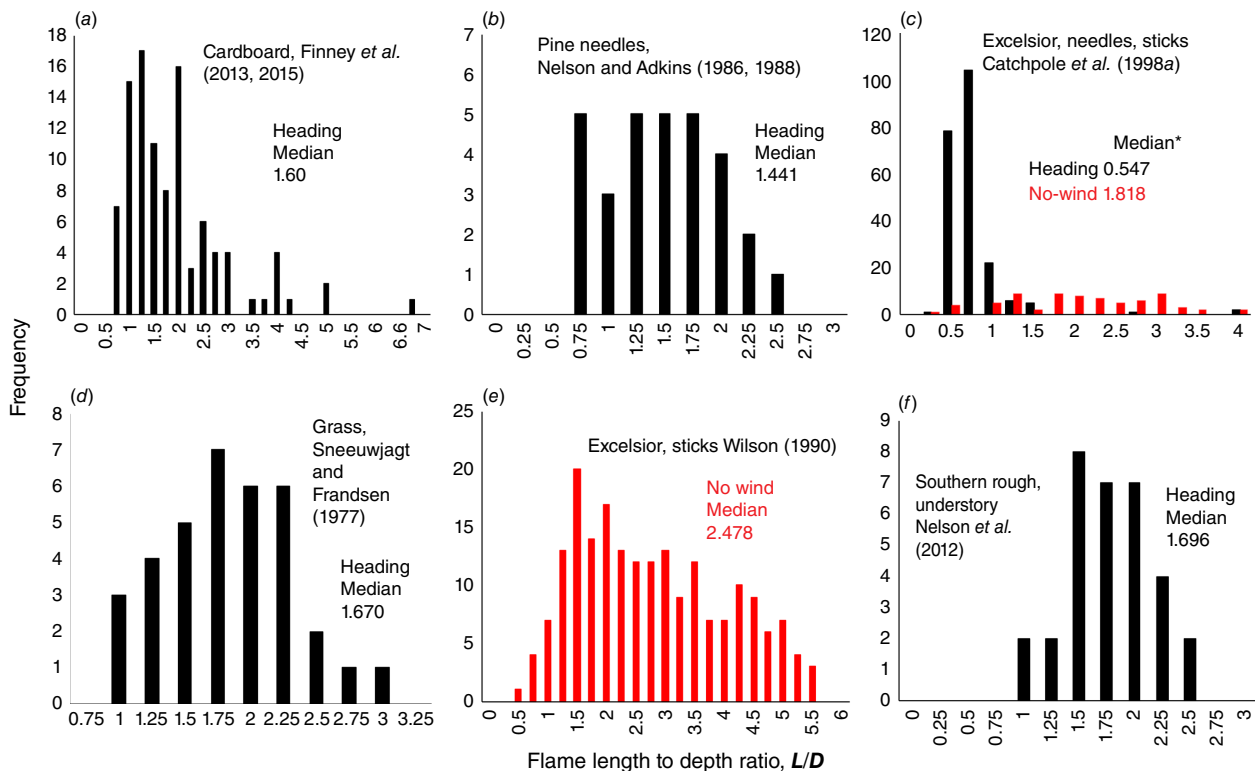 (a)
18
16
14
12
10
8
6
4
2
0
Cardboard, Finney et al.
(2013, 2015)
Heading
Median
1.60
0 0.5 1 1.5 2 2.5 3 3.5 4 4.5 5 5.5 6 6.6 7
(b)
7
6
5
4
3
2
1
0
Pine needles,
Nelson and Adkins (1986, 1988)
Heading
Median
1.441
0 0.25 0.5 0.75 1 1.25 1.5 1.75 2 2.25 2.5 2.75 3
(c)
120
100
80
60
40
20
0
Excelsior, needles, sticks
Catchpole et al. (1998a)
Median*
Heading 0.547
No-wind 1.818
0 0.5 1 1.5 2 2.5 3 3.5 4
Frequency
(d)
8
7
6
5
4
3
2
1
0
Grass,
Sneeuwjagt
and
Frandsen
(1977)
Heading
Median
1.670
0.75 1 1.25 1.5 1.75 2 2.25 2.5 2.75 3 3.25
(e)
25
20
15
10
5
0
Excelsior, sticks Wilson (1990)
No wind
Median
2.478
0 0.5 1 1.5 2 2.5 3 3.5 4 4.5 5 5.5 6
(f)
9
8
7
6
5
4
3
2
1
0
Southern rough,
understory
Nelson et al.
(2012)
Heading
Median
1.696
0 0.25 0.5 0.75 1 1.25 1.5 1.75 2 2.25 2.5 2.75 3
Flame length to depth ratio, L/D